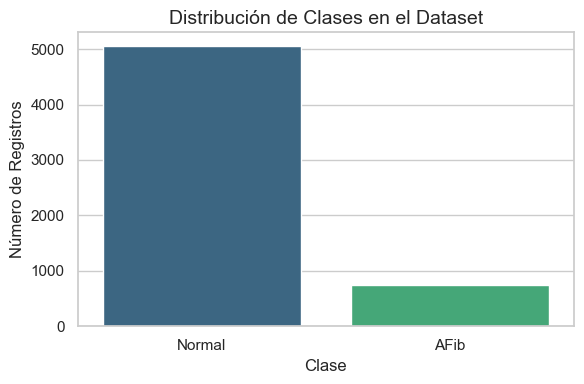 Distribución de Clases en el Dataset
Número de Registros
5000
4000
3000
2000
1000
0
Normal
AFib
Clase